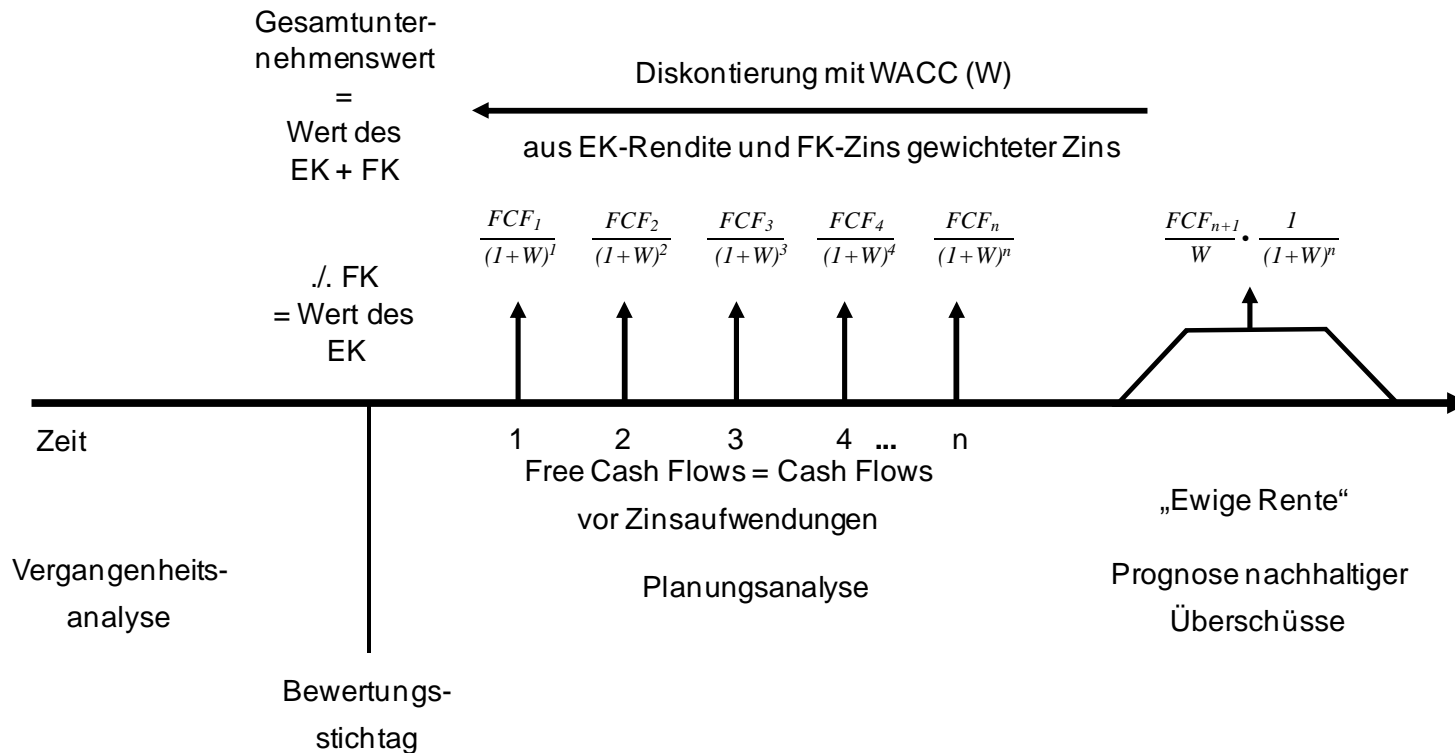 Gesamtunter-
nehmenswert
=
Wert des
EK + FK
Diskontierung mit WACC (W)
aus EK-Rendite und FK-Zins gewichteter Zins
FCF₁/(1+W)¹ FCF₂/(1+W)² FCF₃/(1+W)³ FCF₄/(1+W)⁴ FCFₙ/(1+W)ⁿ FCFₙ₊₁/W • 1/(1+W)ⁿ
./. FK
= Wert des
EK
Zeit
1 2 3 4 ... n
Free Cash Flows = Cash Flows
vor Zinsaufwendungen
„Ewige Rente“
Vergangenheits-
analyse
Planungsanalyse
Prognose nachhaltiger
Überschüsse
Bewertungs-
stichtag